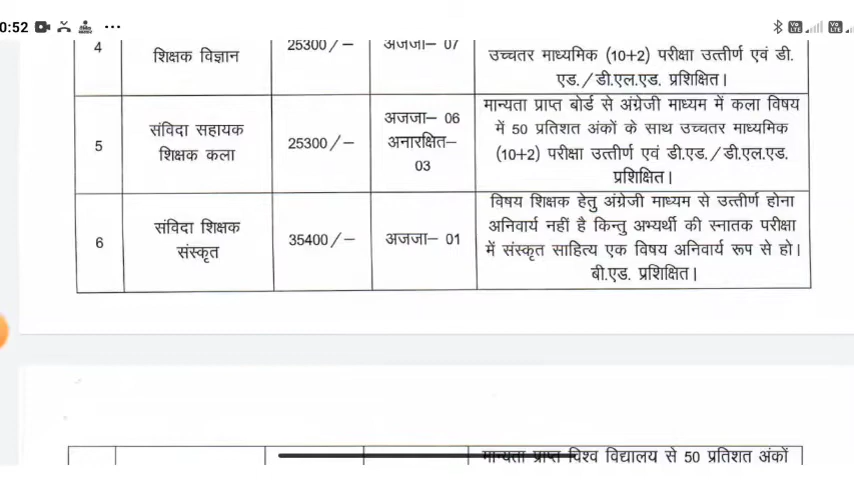 0:52
4
शिक्षक विज्ञान
25300/-
अजजा- 07
उच्चतर माध्यमिक (10+2) परीक्षा उत्तीर्ण एवं डी.
एड./डी.एल.एड. प्रशिक्षित।
5
संविदा सहायक
शिक्षक कला
25300/-
अजजा- 06
अनारक्षित-
03
मान्यता प्राप्त बोर्ड से अंग्रेजी माध्यम में कला विषय
में 50 प्रतिशत अंकों के साथ उच्चतर माध्यमिक
(10+2) परीक्षा उत्तीर्ण एवं डी.एड./डी.एल.एड.
प्रशिक्षित।
6
संविदा शिक्षक
संस्कृत
35400/-
अजजा- 01
विषय शिक्षक हेतु अंग्रेजी माध्यम से उत्तीर्ण होना
अनिवार्य नहीं है किन्तु अभ्यर्थी की स्नातक परीक्षा
में संस्कृत साहित्य एक विषय अनिवार्य रूप से हो।
बी.एड. प्रशिक्षित।
मान्यता प्राप्त विश्व विद्यालय से 50 प्रतिशत अंकों